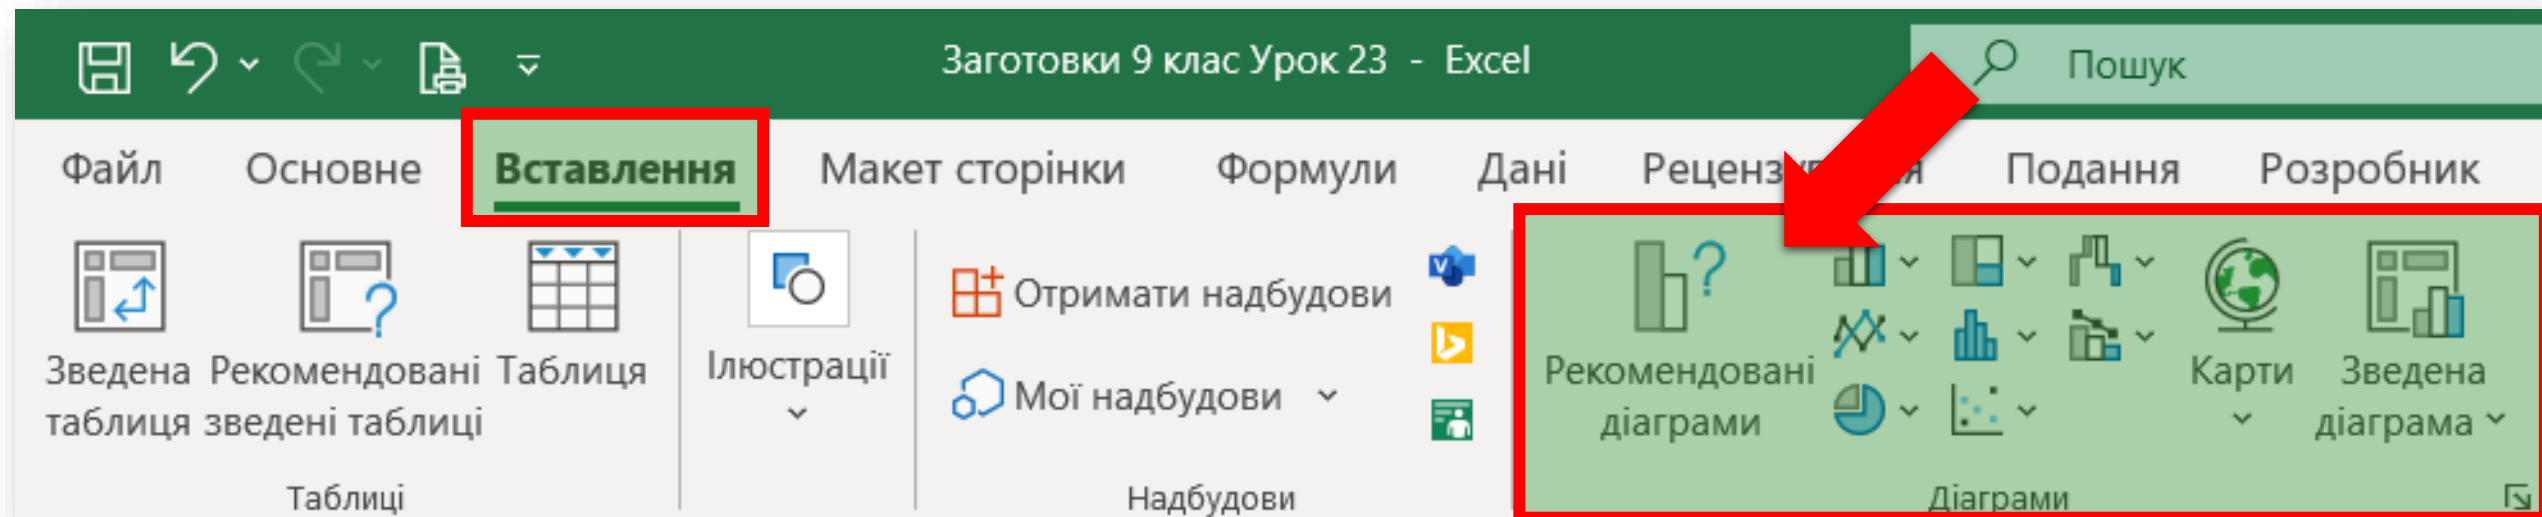 Заготовки 9 клас Урок 23 - Excel
Пошук
Файл Основне Вставлення Макет сторінки Формули Дані Подання Розробник
Зведена таблиця
Рекомендовані зведені таблиці
Таблиця
Ілюстрації
Отримати надбудови
Мої надбудови
Рекомендовані діаграми
Карти
Зведена діаграма
Таблиці
Надбудови
Діаграми